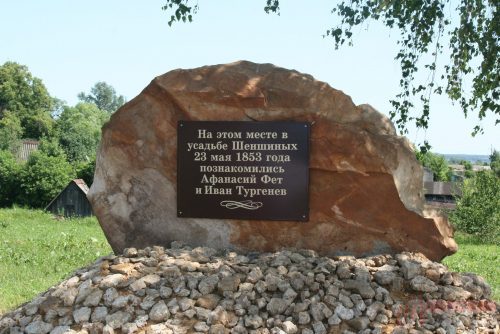 На этом месте в
усадьбе Шеншиных
23 мая 1853 года
познакомились
Афанасий Фет
и Иван Тургенев